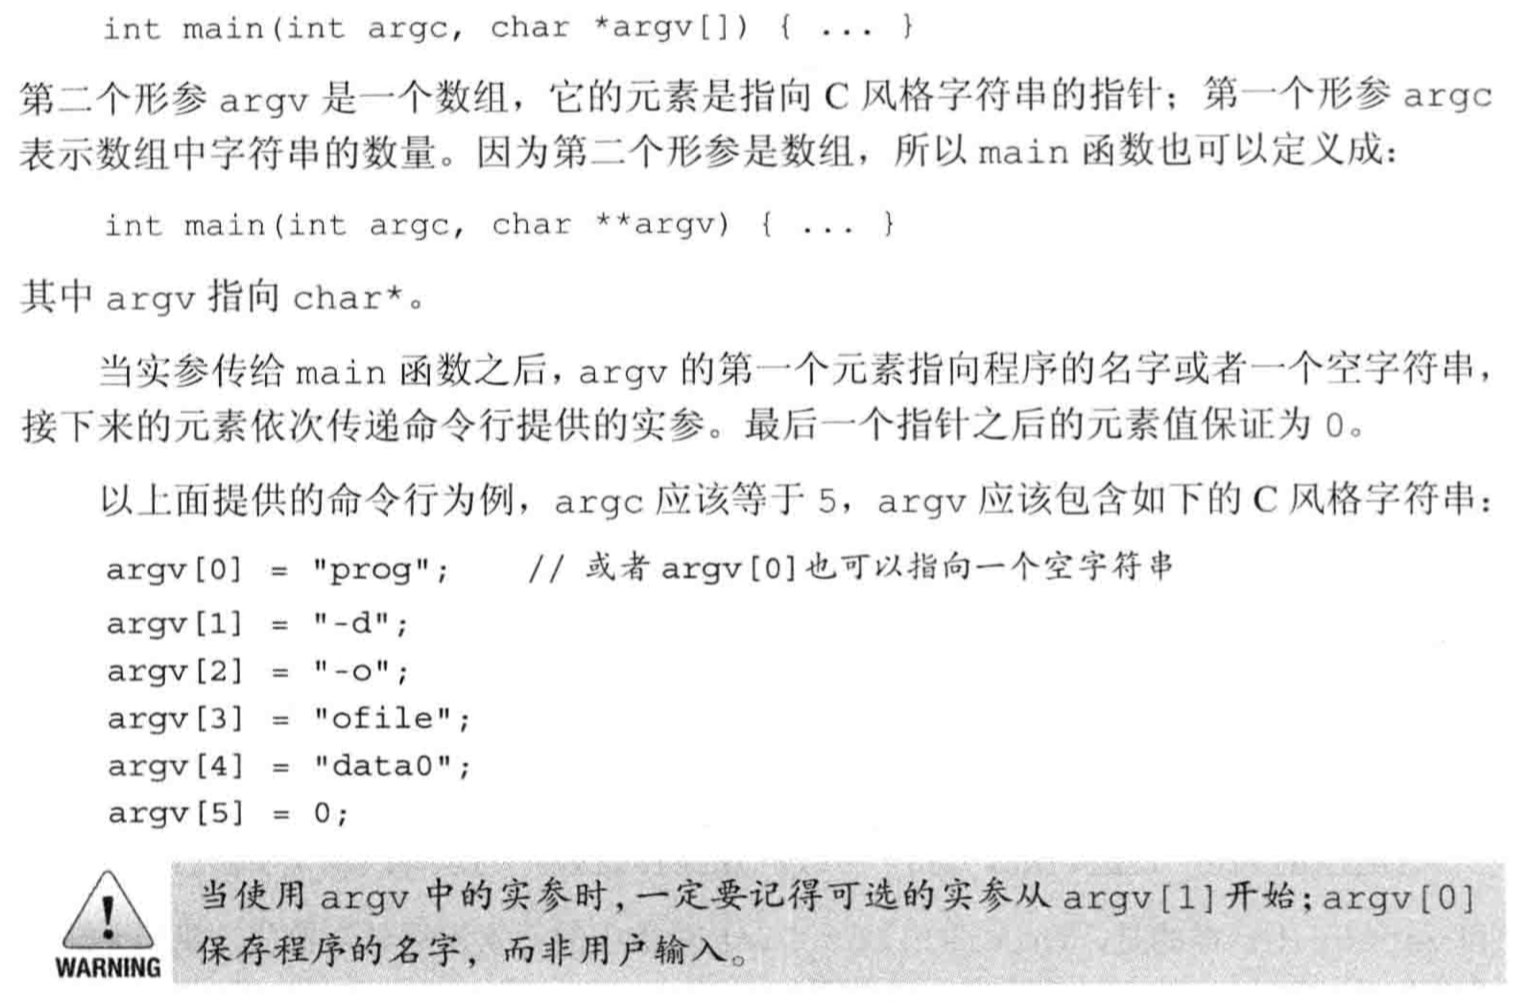 int main(int argc, char *argv[]) { ... }
第二个形参 argv 是一个数组，它的元素是指向 C 风格字符串的指针；第一个形参 argc
表示数组中字符串的数量。因为第二个形参是数组，所以 main 函数也可以定义成：
int main(int argc, char **argv) { ... }
其中 argv 指向 char*。
当实参传给 main 函数之后，argv 的第一个元素指向程序的名字或者一个空字符串，
接下来的元素依次传递命令行提供的实参。最后一个指针之后的元素值保证为 0。
以上面提供的命令行为例，argc 应该等于 5，argv 应该包含如下的 C 风格字符串：
argv[0] = "prog";    // 或者 argv[0]也可以指向一个空字符串
argv[1] = "-d";
argv[2] = "-o";
argv[3] = "ofile";
argv[4] = "data0";
argv[5] = 0;
当使用 argv 中的实参时，一定要记得可选的实参从 argv[1]开始；argv[0]
保存程序的名字，而非用户输入。
WARNING